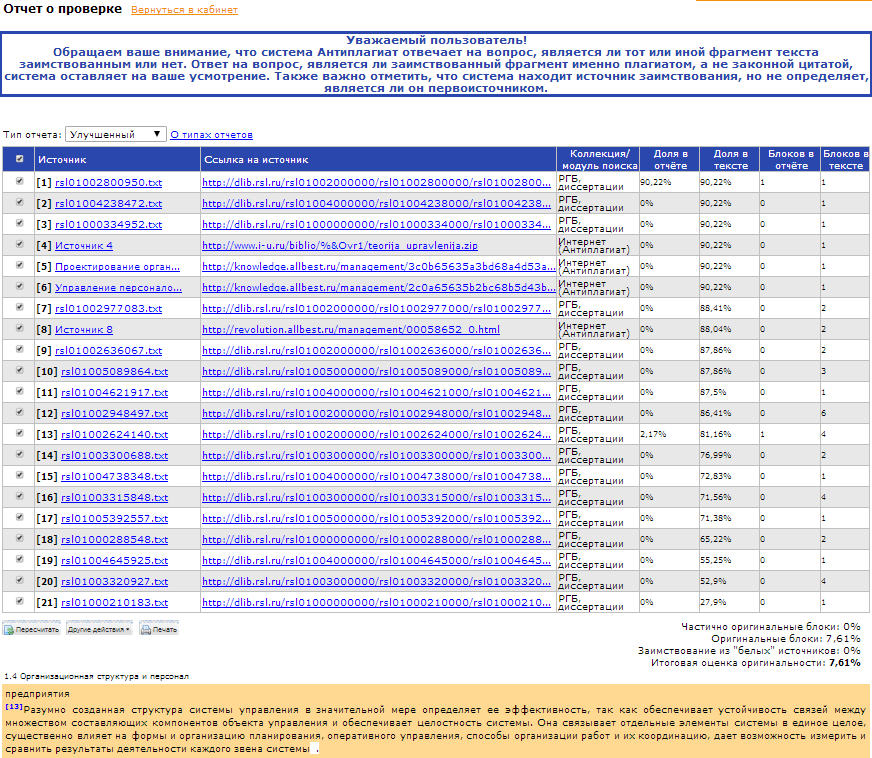 Отчет о проверке Вернуться в кабинет
Уважаемый пользователь!
Обращаем ваше внимание, что система Антиплагиат отвечает на вопрос, является ли тот или иной фрагмент текста
заимствованным или нет. Ответ на вопрос, является ли заимствованный фрагмент именно плагиатом, а не законной цитатой,
система оставляет на ваше усмотрение. Также важно отметить, что система находит источник заимствования, но не определяет,
является ли он первоисточником.
Тип отчета: Улучшенный ▼ О типах отчетов
Источник Ссылка на источник Коллекция/модуль поиска Доля в отчёте Доля в тексте Блоков в отчёте Блоков в тексте
[1] rsl01002800950.txt http://dlib.rsl.ru/rsl01002000000/rsl01002800000/rsl01002800... РГБ, диссертации 90,22% 90,22% 1 1
[2] rsl01004238472.txt http://dlib.rsl.ru/rsl01004000000/rsl01004238000/rsl01004238... РГБ, диссертации 0% 90,22% 0 1
[3] rsl01000334952.txt http://dlib.rsl.ru/rsl01000000000/rsl01000334000/rsl01000334... РГБ, диссертации 0% 90,22% 0 1
[4] Источник 4 http://www.i-u.ru/biblio/%&Ovr1/teorija_upravlenija.zip Интернет (Антиплагиат) 0% 90,22% 0 1
[5] Проектирование орган... http://knowledge.allbest.ru/management/3c0b65635a3bd68a4d53a... Интернет (Антиплагиат) 0% 90,22% 0 1
[6] Управление персонало... http://knowledge.allbest.ru/management/2c0a65635b2bc68b5d43b... Интернет (Антиплагиат) 0% 90,22% 0 1
[7] rsl01002977083.txt http://dlib.rsl.ru/rsl01002000000/rsl01002977000/rsl01002977... РГБ, диссертации 0% 88,41% 0 2
[8] Источник 8 http://revolution.allbest.ru/management/00058652_0.html Интернет (Антиплагиат) 0% 88,04% 0 2
[9] rsl01002636067.txt http://dlib.rsl.ru/rsl01002000000/rsl01002636000/rsl01002636... РГБ, диссертации 0% 87,86% 0 2
[10] rsl01005089864.txt http://dlib.rsl.ru/rsl01005000000/rsl01005089000/rsl01005089... РГБ, диссертации 0% 87,86% 0 3
[11] rsl01004621917.txt http://dlib.rsl.ru/rsl01004000000/rsl01004621000/rsl01004621... РГБ, диссертации 0% 87,5% 0 1
[12] rsl01002948497.txt http://dlib.rsl.ru/rsl01002000000/rsl01002948000/rsl01002948... РГБ, диссертации 0% 86,41% 0 6
[13] rsl01002624140.txt http://dlib.rsl.ru/rsl01002000000/rsl01002624000/rsl01002624... РГБ, диссертации 2,17% 81,16% 1 4
[14] rsl01003300688.txt http://dlib.rsl.ru/rsl01003000000/rsl01003300000/rsl01003300... РГБ, диссертации 0% 76,99% 0 2
[15] rsl01004738348.txt http://dlib.rsl.ru/rsl01004000000/rsl01004738000/rsl01004738... РГБ, диссертации 0% 72,83% 0 1
[16] rsl01003315848.txt http://dlib.rsl.ru/rsl01003000000/rsl01003315000/rsl01003315... РГБ, диссертации 0% 71,56% 0 4
[17] rsl01005392557.txt http://dlib.rsl.ru/rsl01005000000/rsl01005392000/rsl01005392... РГБ, диссертации 0% 71,38% 0 1
[18] rsl01000288548.txt http://dlib.rsl.ru/rsl01000000000/rsl01000288000/rsl01000288... РГБ, диссертации 0% 65,22% 0 2
[19] rsl01004645925.txt http://dlib.rsl.ru/rsl01004000000/rsl01004645000/rsl01004645... РГБ, диссертации 0% 55,25% 0 1
[20] rsl01003320927.txt http://dlib.rsl.ru/rsl01003000000/rsl01003320000/rsl01003320... РГБ, диссертации 0% 52,9% 0 4
[21] rsl01000210183.txt http://dlib.rsl.ru/rsl01000000000/rsl01000210000/rsl01000210... РГБ, диссертации 0% 27,9% 0 1
Пересчитать Другие действия Печать
Частично оригинальные блоки: 0%
Оригинальные блоки: 7,61%
Заимствование из "белых" источников: 0%
Итоговая оценка оригинальности: 7,61%
1.4 Организационная структура и персонал
предприятия
[13]Разумно созданная структура системы управления в значительной мере определяет ее эффективность, так как обеспечивает устойчивость связей между
множеством составляющих компонентов объекта управления и обеспечивает целостность системы. Она связывает отдельные элементы системы в единое целое,
существенно влияет на формы и организацию планирования, оперативного управления, способы организации работ и их координацию, дает возможность измерить и
сравнить результаты деятельности каждого звена системы .